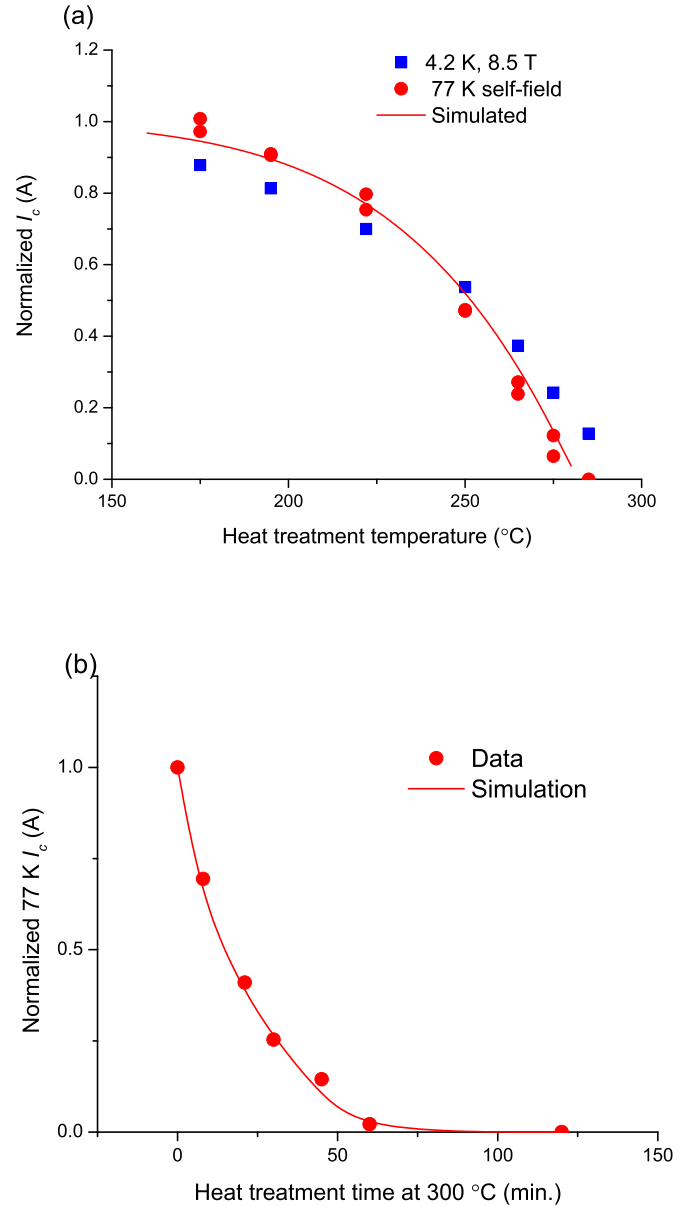 (a)
1.2
1.0
0.8
0.6
0.4
0.2
0.0
150
200
250
300
Normalized I_c (A)
Heat treatment temperature (°C)
4.2 K, 8.5 T
77 K self-field
Simulated
(b)
1.0
0.5
0.0
0
50
100
150
Normalized 77 K I_c (A)
Heat treatment time at 300 °C (min.)
Data
Simulation